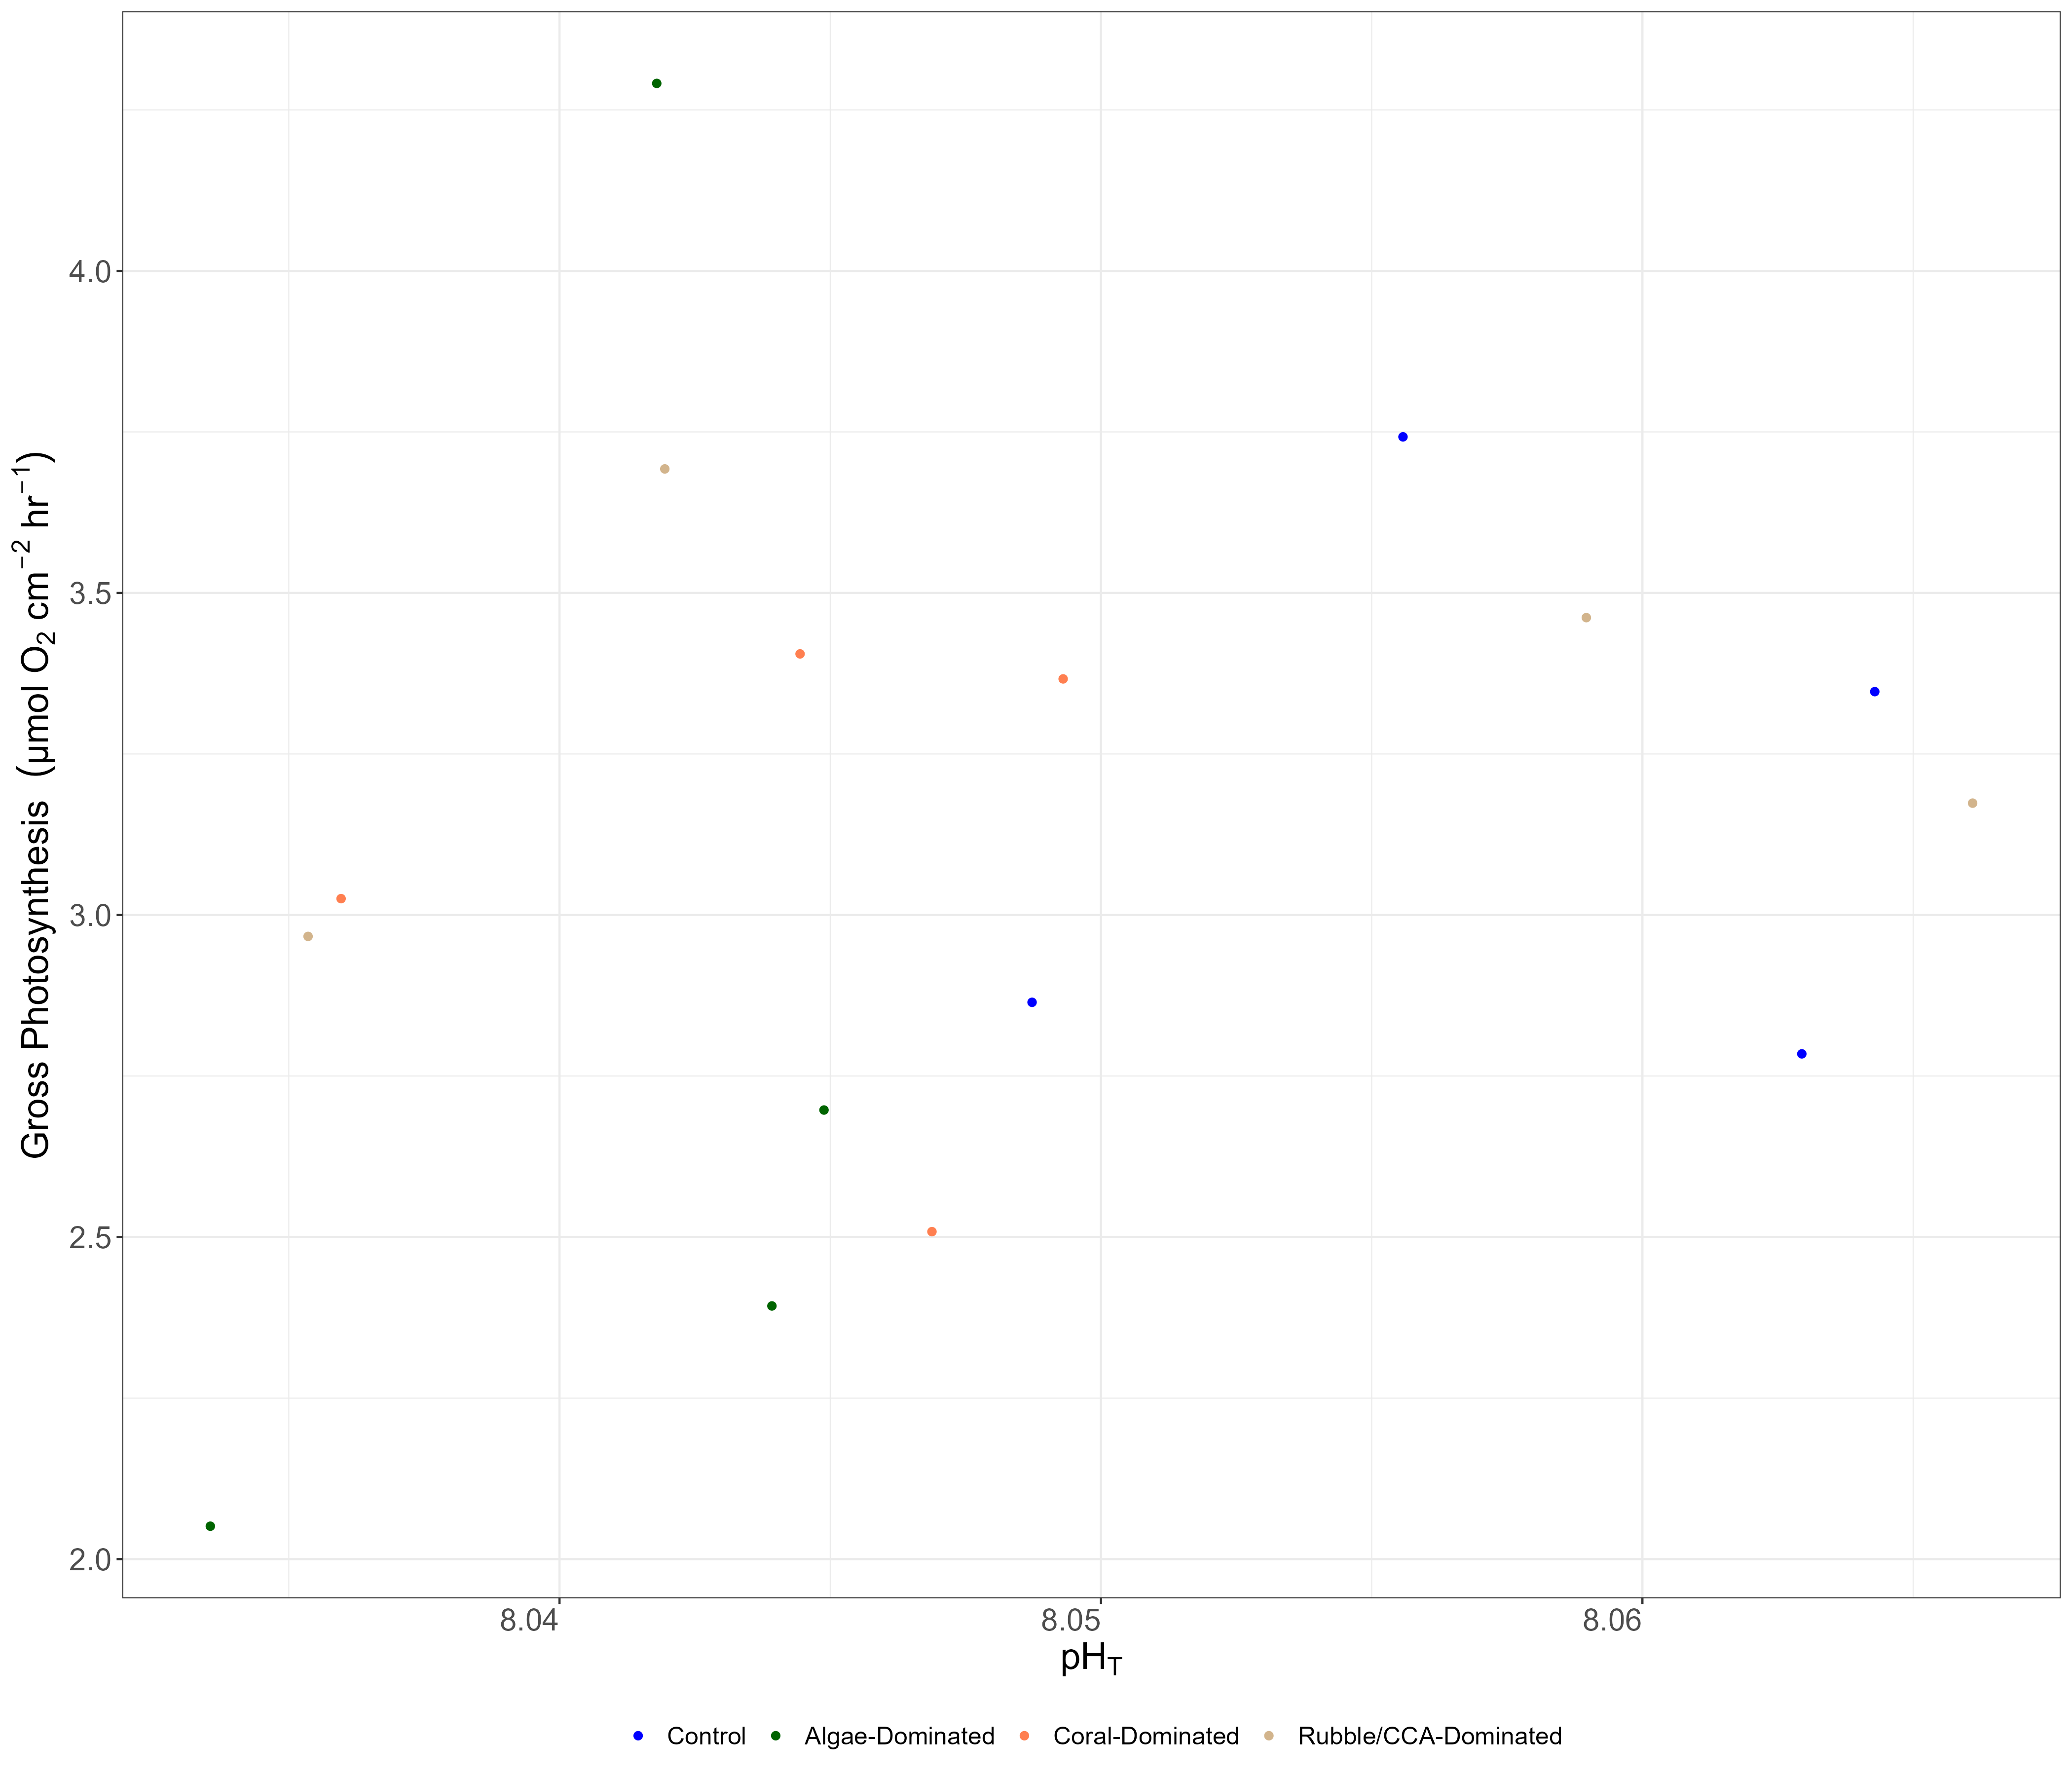 Gross Photosynthesis (µmol O₂ cm⁻² hr⁻¹)
4.0
3.5
3.0
2.5
2.0
8.04 8.05 8.06
pH_T
Control Algae-Dominated Coral-Dominated Rubble/CCA-Dominated